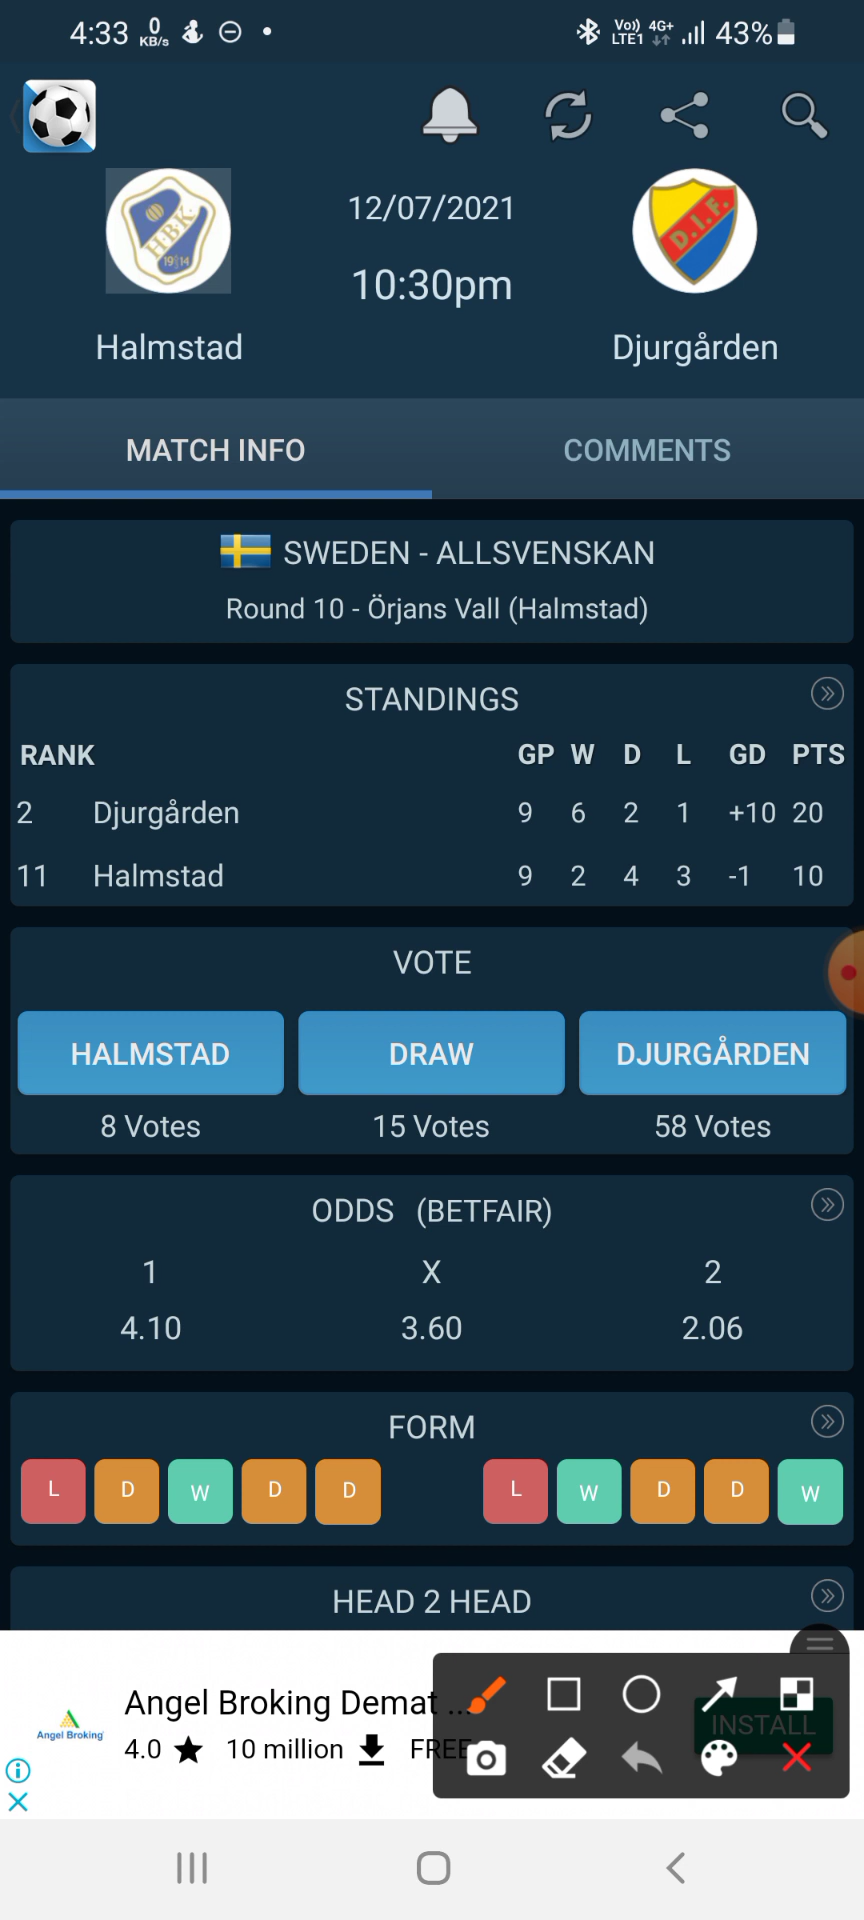 4:33 0 KB/s Vo)) LTE1 4G+ 43%
12/07/2021
H.B.K.
1914
D.I.F.
10:30pm
Halmstad Djurgården
MATCH INFO COMMENTS
SWEDEN - ALLSVENSKAN
Round 10 - Örjans Vall (Halmstad)
STANDINGS
RANK GP W D L GD PTS
2 Djurgården 9 6 2 1 +10 20
11 Halmstad 9 2 4 3 -1 10
VOTE
HALMSTAD DRAW DJURGÅRDEN
8 Votes 15 Votes 58 Votes
ODDS (BETFAIR)
1 X 2
4.10 3.60 2.06
FORM
L D W D D L W D D W
HEAD 2 HEAD
Angel Broking Demat ...
Angel Broking
4.0 ★ 10 million FREE
INSTALL